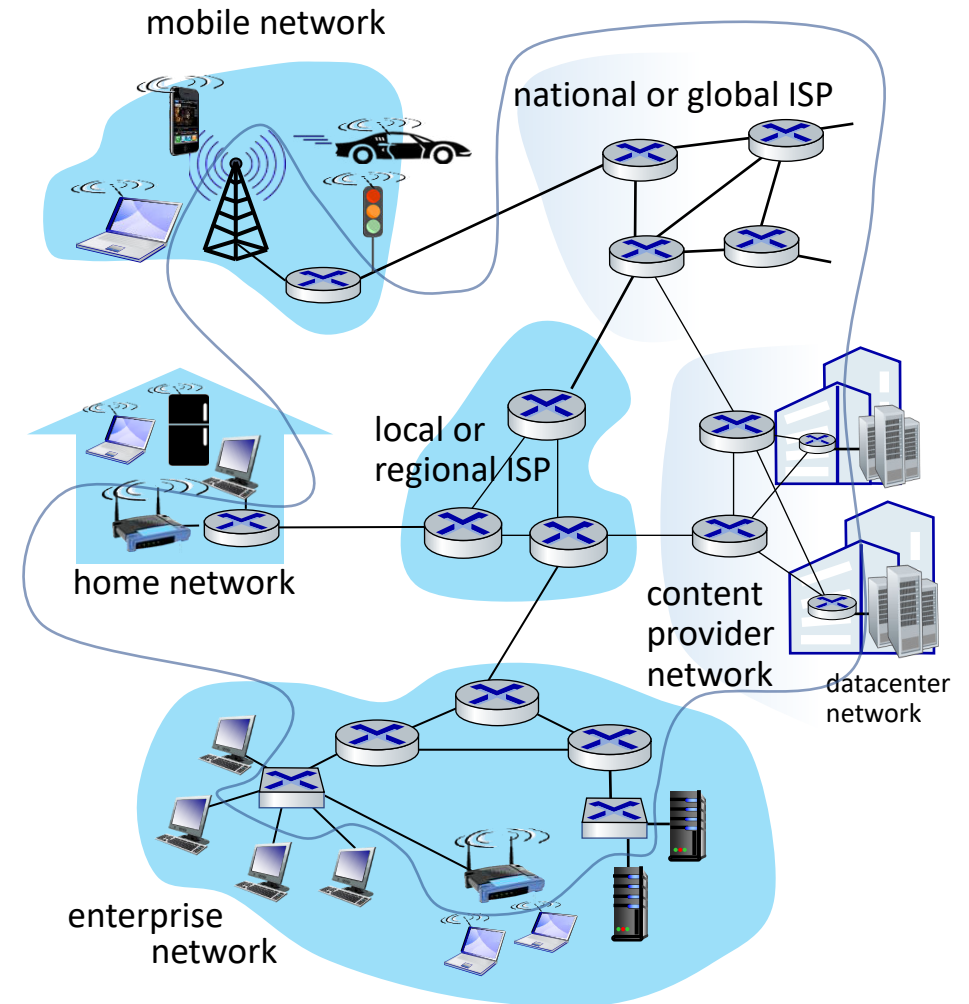 mobile network
national or global ISP
local or
regional ISP
home network
content
provider
network
datacenter
network
enterprise
network